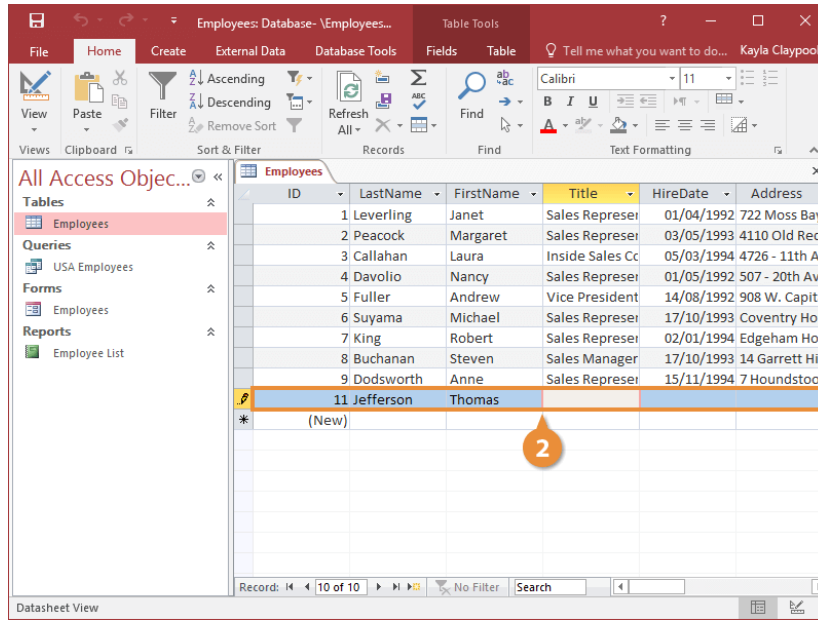 Employees: Database- \Employees... Table Tools ?
File Home Create External Data Database Tools Fields Table Tell me what you want to do... Kayla Claypool
View Paste Filter Ascending Descending Remove Sort Refresh All Σ ABC Find ab ac Calibri 11 B I U A
Views Clipboard Sort & Filter Records Find Text Formatting
All Access Objec... «
Tables
Employees
Queries
USA Employees
Forms
Employees
Reports
Employee List
Employees
ID LastName FirstName Title HireDate Address
1 Leverling Janet Sales Represer 01/04/1992 722 Moss Bay
2 Peacock Margaret Sales Represer 03/05/1993 4110 Old Red
3 Callahan Laura Inside Sales Cc 05/03/1994 4726 - 11th A
4 Davolio Nancy Sales Represer 01/05/1992 507 - 20th Av
5 Fuller Andrew Vice President 14/08/1992 908 W. Capit
6 Suyama Michael Sales Represer 17/10/1993 Coventry Ho
7 King Robert Sales Represer 02/01/1994 Edgeham Ho
8 Buchanan Steven Sales Manager 17/10/1993 14 Garrett Hi
9 Dodsworth Anne Sales Represer 15/11/1994 7 Houndstoo
11 Jefferson Thomas
(New)
2
Record: 10 of 10 No Filter Search
Datasheet View